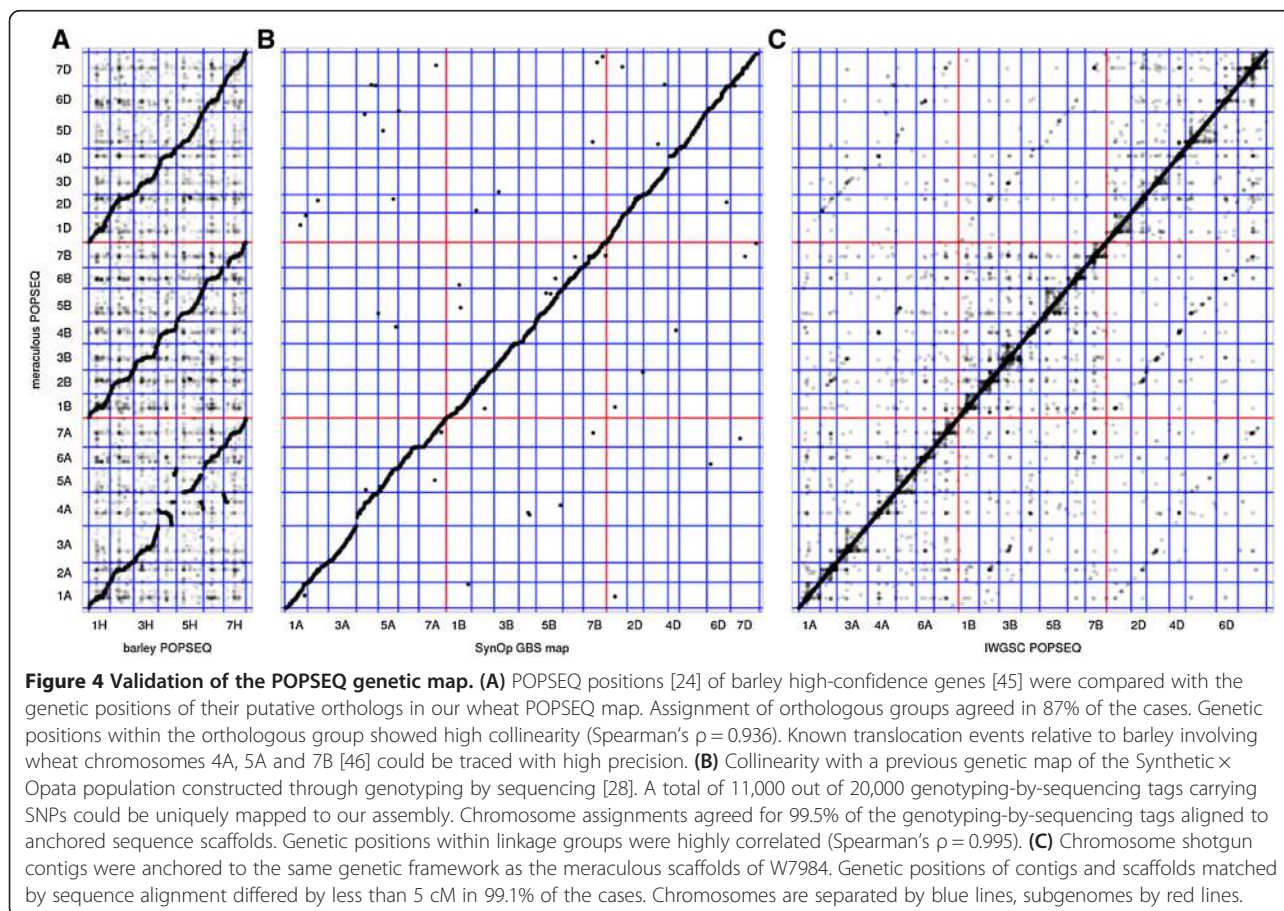 A
B
C
7D
6D
5D
4D
3D
2D
1D
7B
6B
5B
4B
3B
2B
1B
7A
6A
5A
4A
3A
2A
1A
meraculous POPSEQ
1H 3H 5H 7H
barley POPSEQ
1A 3A 5A 7A 1B 3B 5B 7B 2D 4D 6D 7D
SynOp GBS map
1A 3A 4A 6A 1B 3B 5B 7B 2D 4D 6D
IWGSC POPSEQ
Figure 4 Validation of the POPSEQ genetic map. (A) POPSEQ positions [24] of barley high-confidence genes [45] were compared with the
genetic positions of their putative orthologs in our wheat POPSEQ map. Assignment of orthologous groups agreed in 87% of the cases. Genetic
positions within the orthologous group showed high collinearity (Spearman's ρ = 0.936). Known translocation events relative to barley involving
wheat chromosomes 4A, 5A and 7B [46] could be traced with high precision. (B) Collinearity with a previous genetic map of the Synthetic ×
Opata population constructed through genotyping by sequencing [28]. A total of 11,000 out of 20,000 genotyping-by-sequencing tags carrying
SNPs could be uniquely mapped to our assembly. Chromosome assignments agreed for 99.5% of the genotyping-by-sequencing tags aligned to
anchored sequence scaffolds. Genetic positions within linkage groups were highly correlated (Spearman's ρ = 0.995). (C) Chromosome shotgun
contigs were anchored to the same genetic framework as the meraculous scaffolds of W7984. Genetic positions of contigs and scaffolds matched
by sequence alignment differed by less than 5 cM in 99.1% of the cases. Chromosomes are separated by blue lines, subgenomes by red lines.